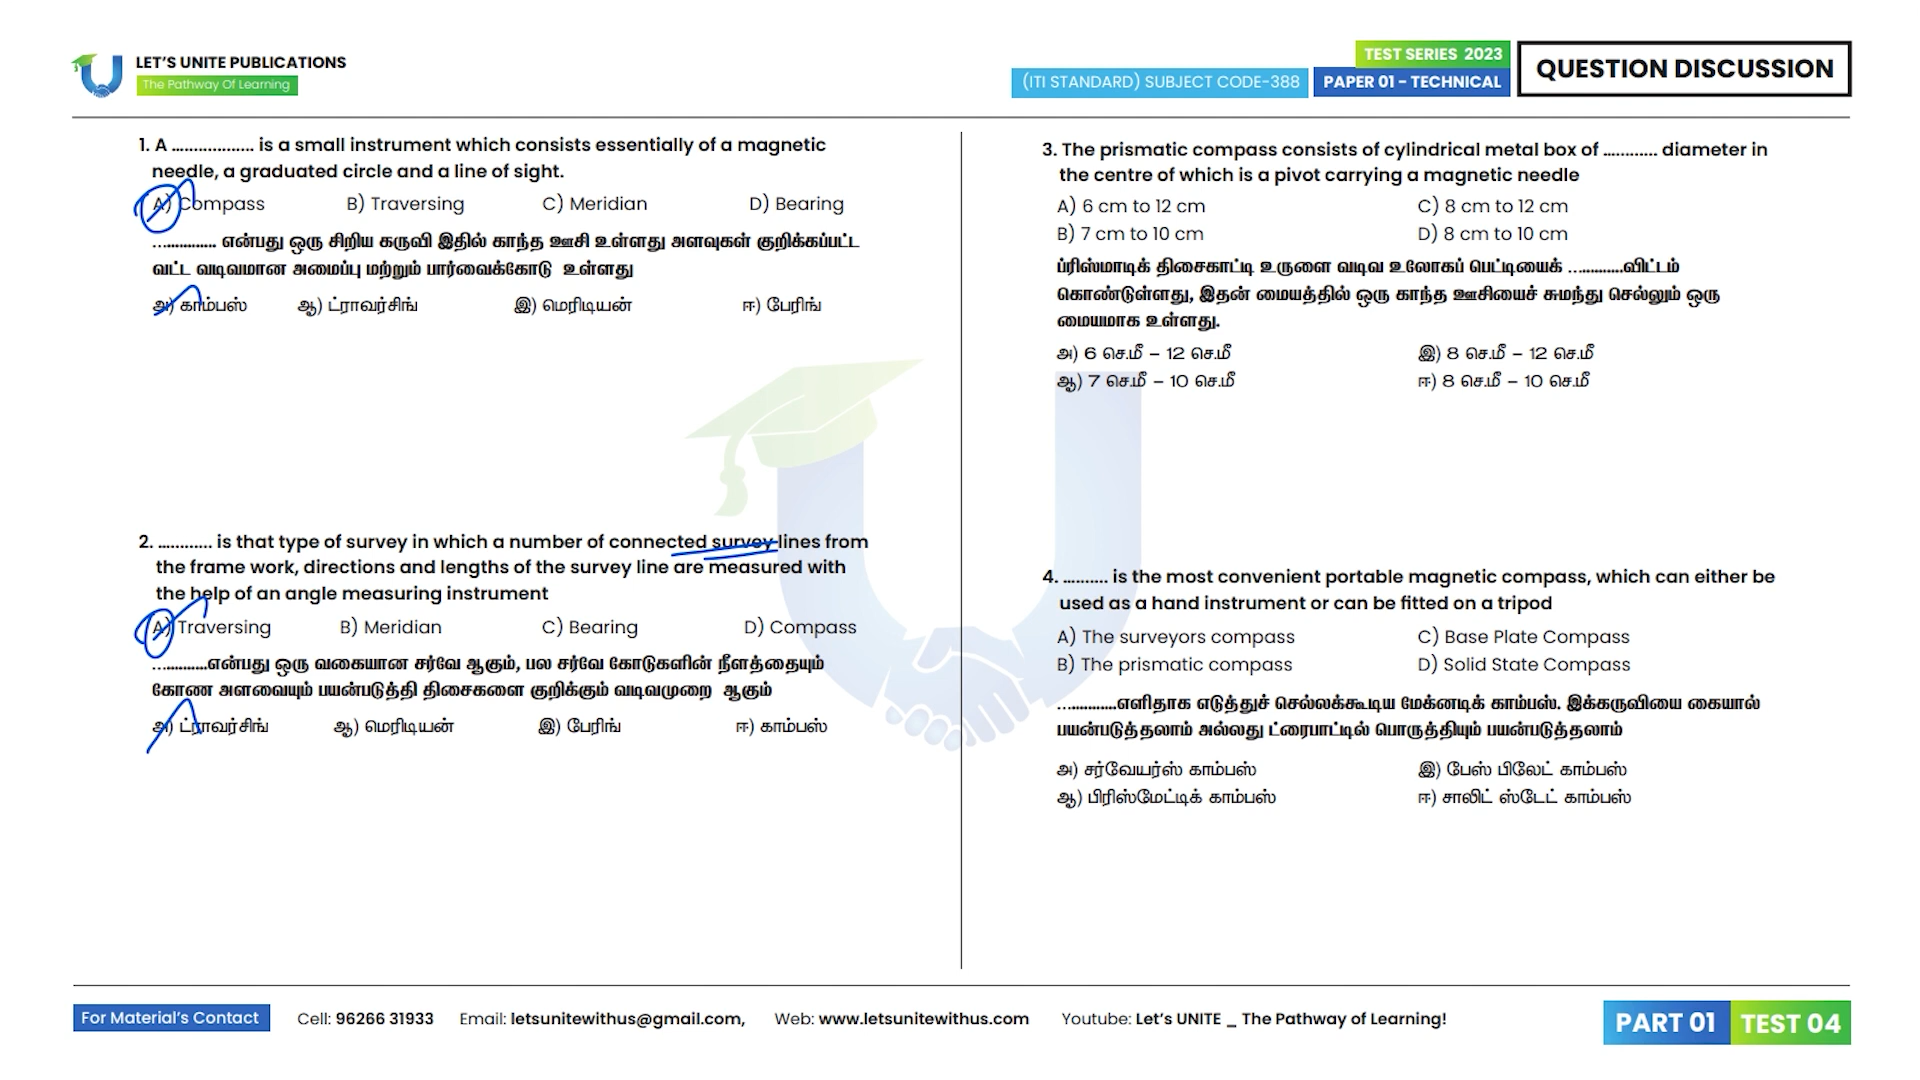 LET'S UNITE PUBLICATIONS
The Pathway Of Learning
TEST SERIES 2023
(ITI STANDARD) SUBJECT CODE-388
PAPER 01 - TECHNICAL
QUESTION DISCUSSION
1. A .................. is a small instrument which consists essentially of a magnetic
needle, a graduated circle and a line of sight.
A) Compass B) Traversing C) Meridian D) Bearing
.............. என்பது ஒரு சிறிய கருவி இதில் காந்த ஊசி உள்ளது அளவுகள் குறிக்கப்பட்ட
வட்ட வடிவமான அமைப்பு மற்றும் பார்வைக்கோடு உள்ளது
அ) காம்பஸ் ஆ) ட்ராவர்சிங் இ) மெரிடியன் ஈ) பேரிங்
2. ............ is that type of survey in which a number of connected survey lines from
the frame work, directions and lengths of the survey line are measured with
the help of an angle measuring instrument
A) Traversing B) Meridian C) Bearing D) Compass
............என்பது ஒரு வகையான சர்வே ஆகும், பல சர்வே கோடுகளின் நீளத்தையும்
கோண அளவையும் பயன்படுத்தி திசைகளை குறிக்கும் வடிவமுறை ஆகும்
அ) ட்ராவர்சிங் ஆ) மெரிடியன் இ) பேரிங் ஈ) காம்பஸ்
3. The prismatic compass consists of cylindrical metal box of ............ diameter in
the centre of which is a pivot carrying a magnetic needle
A) 6 cm to 12 cm C) 8 cm to 12 cm
B) 7 cm to 10 cm D) 8 cm to 10 cm
ப்ரிஸ்மாடிக் திசைகாட்டி உருளை வடிவ உலோகப் பெட்டியைக் ............விட்டம்
கொண்டுள்ளது, இதன் மையத்தில் ஒரு காந்த ஊசியைச் சுமந்து செல்லும் ஒரு
மையமாக உள்ளது.
அ) 6 செ.மீ – 12 செ.மீ இ) 8 செ.மீ – 12 செ.மீ
ஆ) 7 செ.மீ – 10 செ.மீ ஈ) 8 செ.மீ – 10 செ.மீ
4. .......... is the most convenient portable magnetic compass, which can either be
used as a hand instrument or can be fitted on a tripod
A) The surveyors compass C) Base Plate Compass
B) The prismatic compass D) Solid State Compass
.............எளிதாக எடுத்துச் செல்லக்கூடிய மேக்னடிக் காம்பஸ். இக்கருவியை கையால்
பயன்படுத்தலாம் அல்லது ட்ரைபாட்டில் பொருத்தியும் பயன்படுத்தலாம்
அ) சர்வேயர்ஸ் காம்பஸ் இ) பேஸ் பிலேட் காம்பஸ்
ஆ) பிரிஸ்மேட்டிக் காம்பஸ் ஈ) சாலிட் ஸ்டேட் காம்பஸ்
For Material's Contact Cell: 96266 31933 Email: letsunitewithus@gmail.com, Web: www.letsunitewithus.com Youtube: Let's UNITE _ The Pathway of Learning!
PART 01 TEST 04